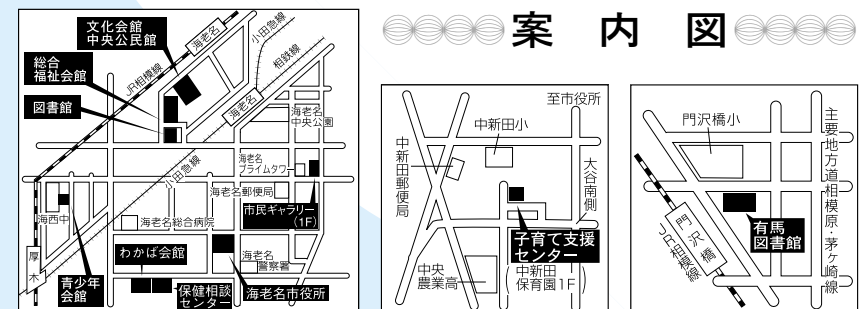 案内図
文化会館
中央公民館
総合
福祉会館
図書館
JR相模線
海老名
小田急線
相鉄線
海老名
海老名
中央公園
小田急線
海老名
プライムタワー
海老名郵便局
市民ギャラリー
(1F)
海西中
海老名総合病院
厚木
わかば会館
海老名
警察署
青少年
会館
保健相談
センター
海老名市役所
至市役所
中新田小
中新田郵便局
大谷南側
子育て支援
センター
中央
農業高
(中新田
保育園1F)
門沢橋小
主要地方道相模原・茅ヶ崎線
門沢橋
JR相模線
有馬
図書館